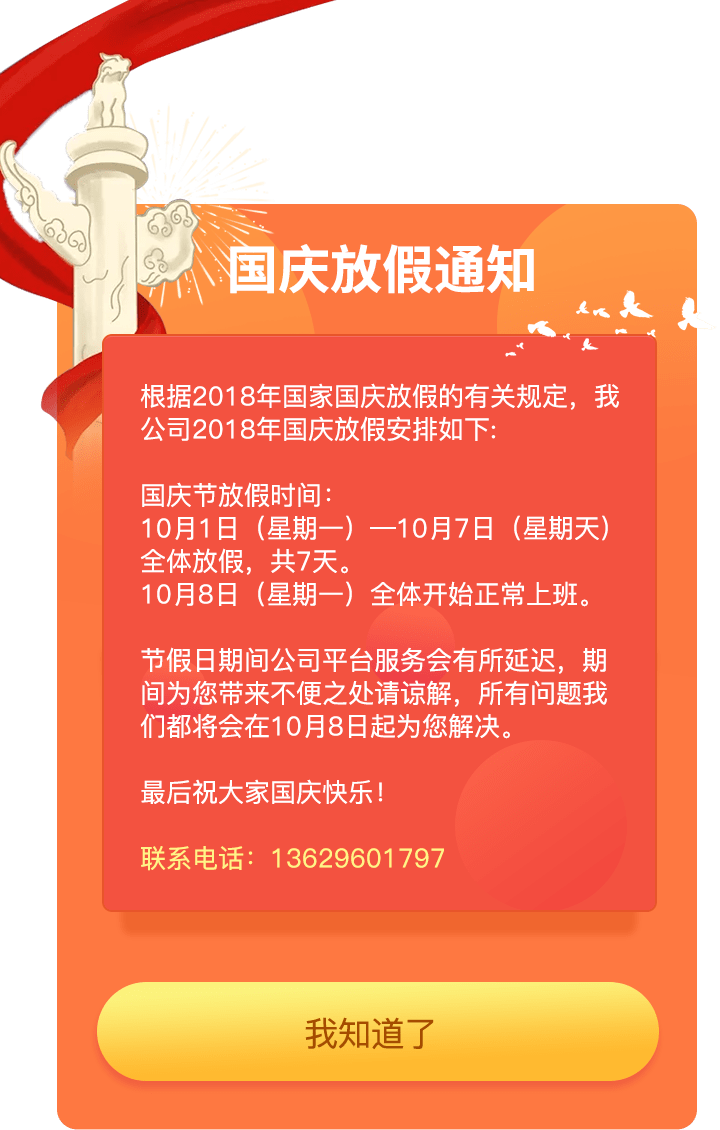 国庆放假通知
根据2018年国家国庆放假的有关规定，我
公司2018年国庆放假安排如下:
国庆节放假时间：
10月1日（星期一）—10月7日（星期天）
全体放假，共7天。
10月8日（星期一）全体开始正常上班。
节假日期间公司平台服务会有所延迟，期
间为您带来不便之处请谅解，所有问题我
们都将会在10月8日起为您解决。
最后祝大家国庆快乐！
联系电话：13629601797
我知道了